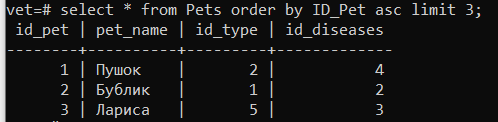 vet=# select * from Pets order by ID_Pet asc limit 3;
 id_pet | pet_name | id_type | id_diseases
--------+----------+---------+-------------
      1 | Пушок    |       2 |           4
      2 | Бублик   |       1 |           2
      3 | Лариса   |       5 |           3